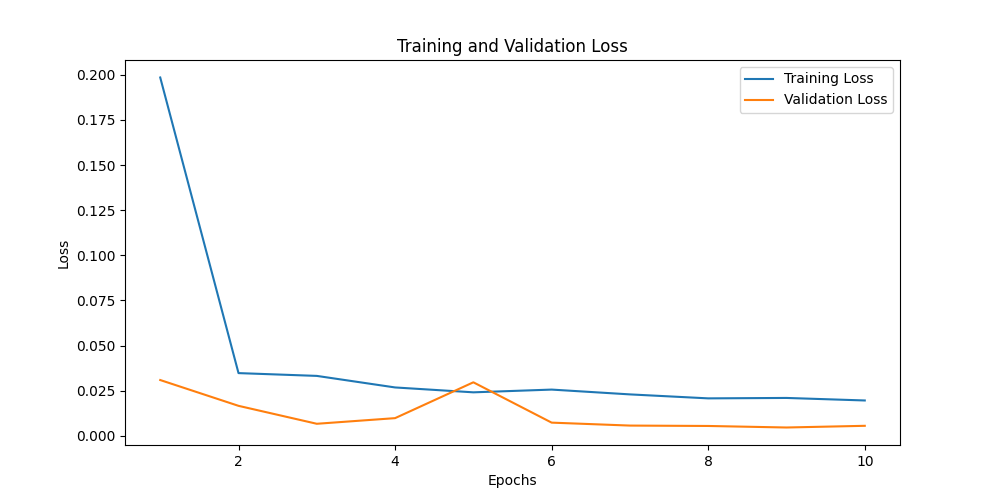 Training and Validation Loss
Training Loss
Validation Loss
0.200
0.175
0.150
0.125
0.100
0.075
0.050
0.025
0.000
Loss
2 4 6 8 10
Epochs